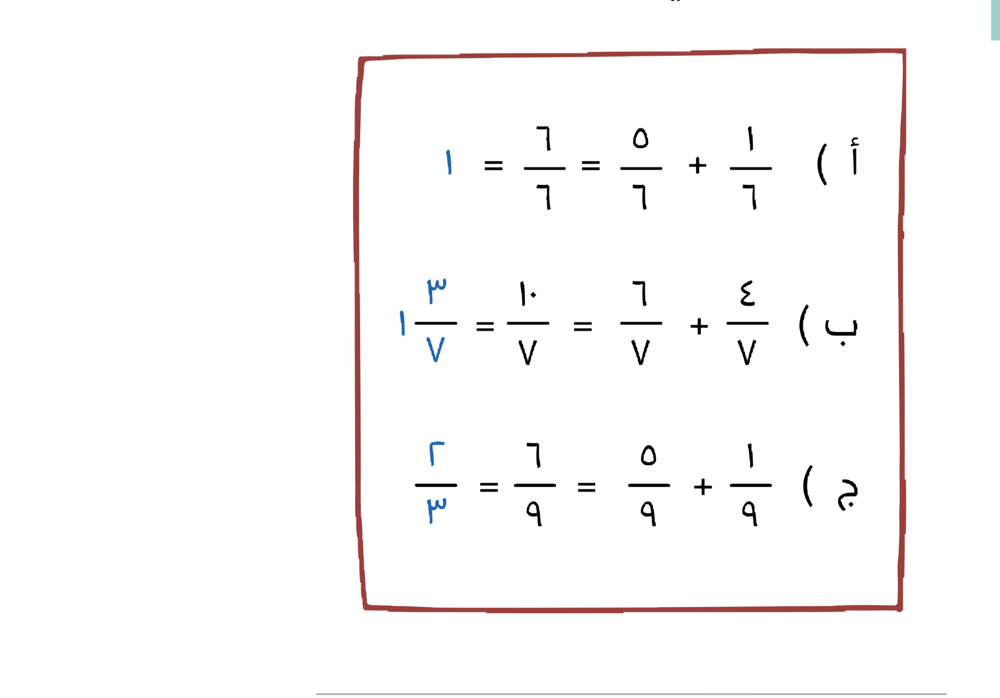 أ ) ١/٦ + ٥/٦ = ٦/٦ = ١
ب ) ٤/٧ + ٦/٧ = ١٠/٧ = ٣/٧ ١
ج ) ١/٩ + ٥/٩ = ٦/٩ = ٢/٣